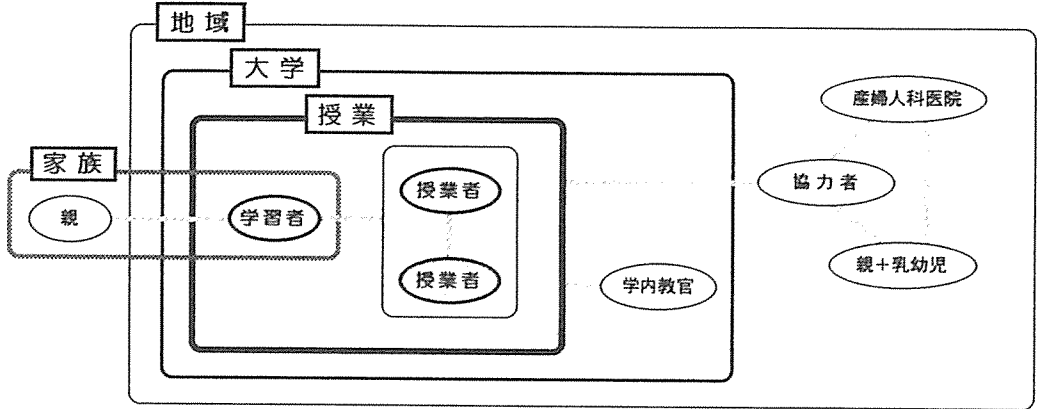 地域
大学
授業
家族
産婦人科医院
授業者
協力者
親
学習者
授業者
親+乳幼児
学内教官